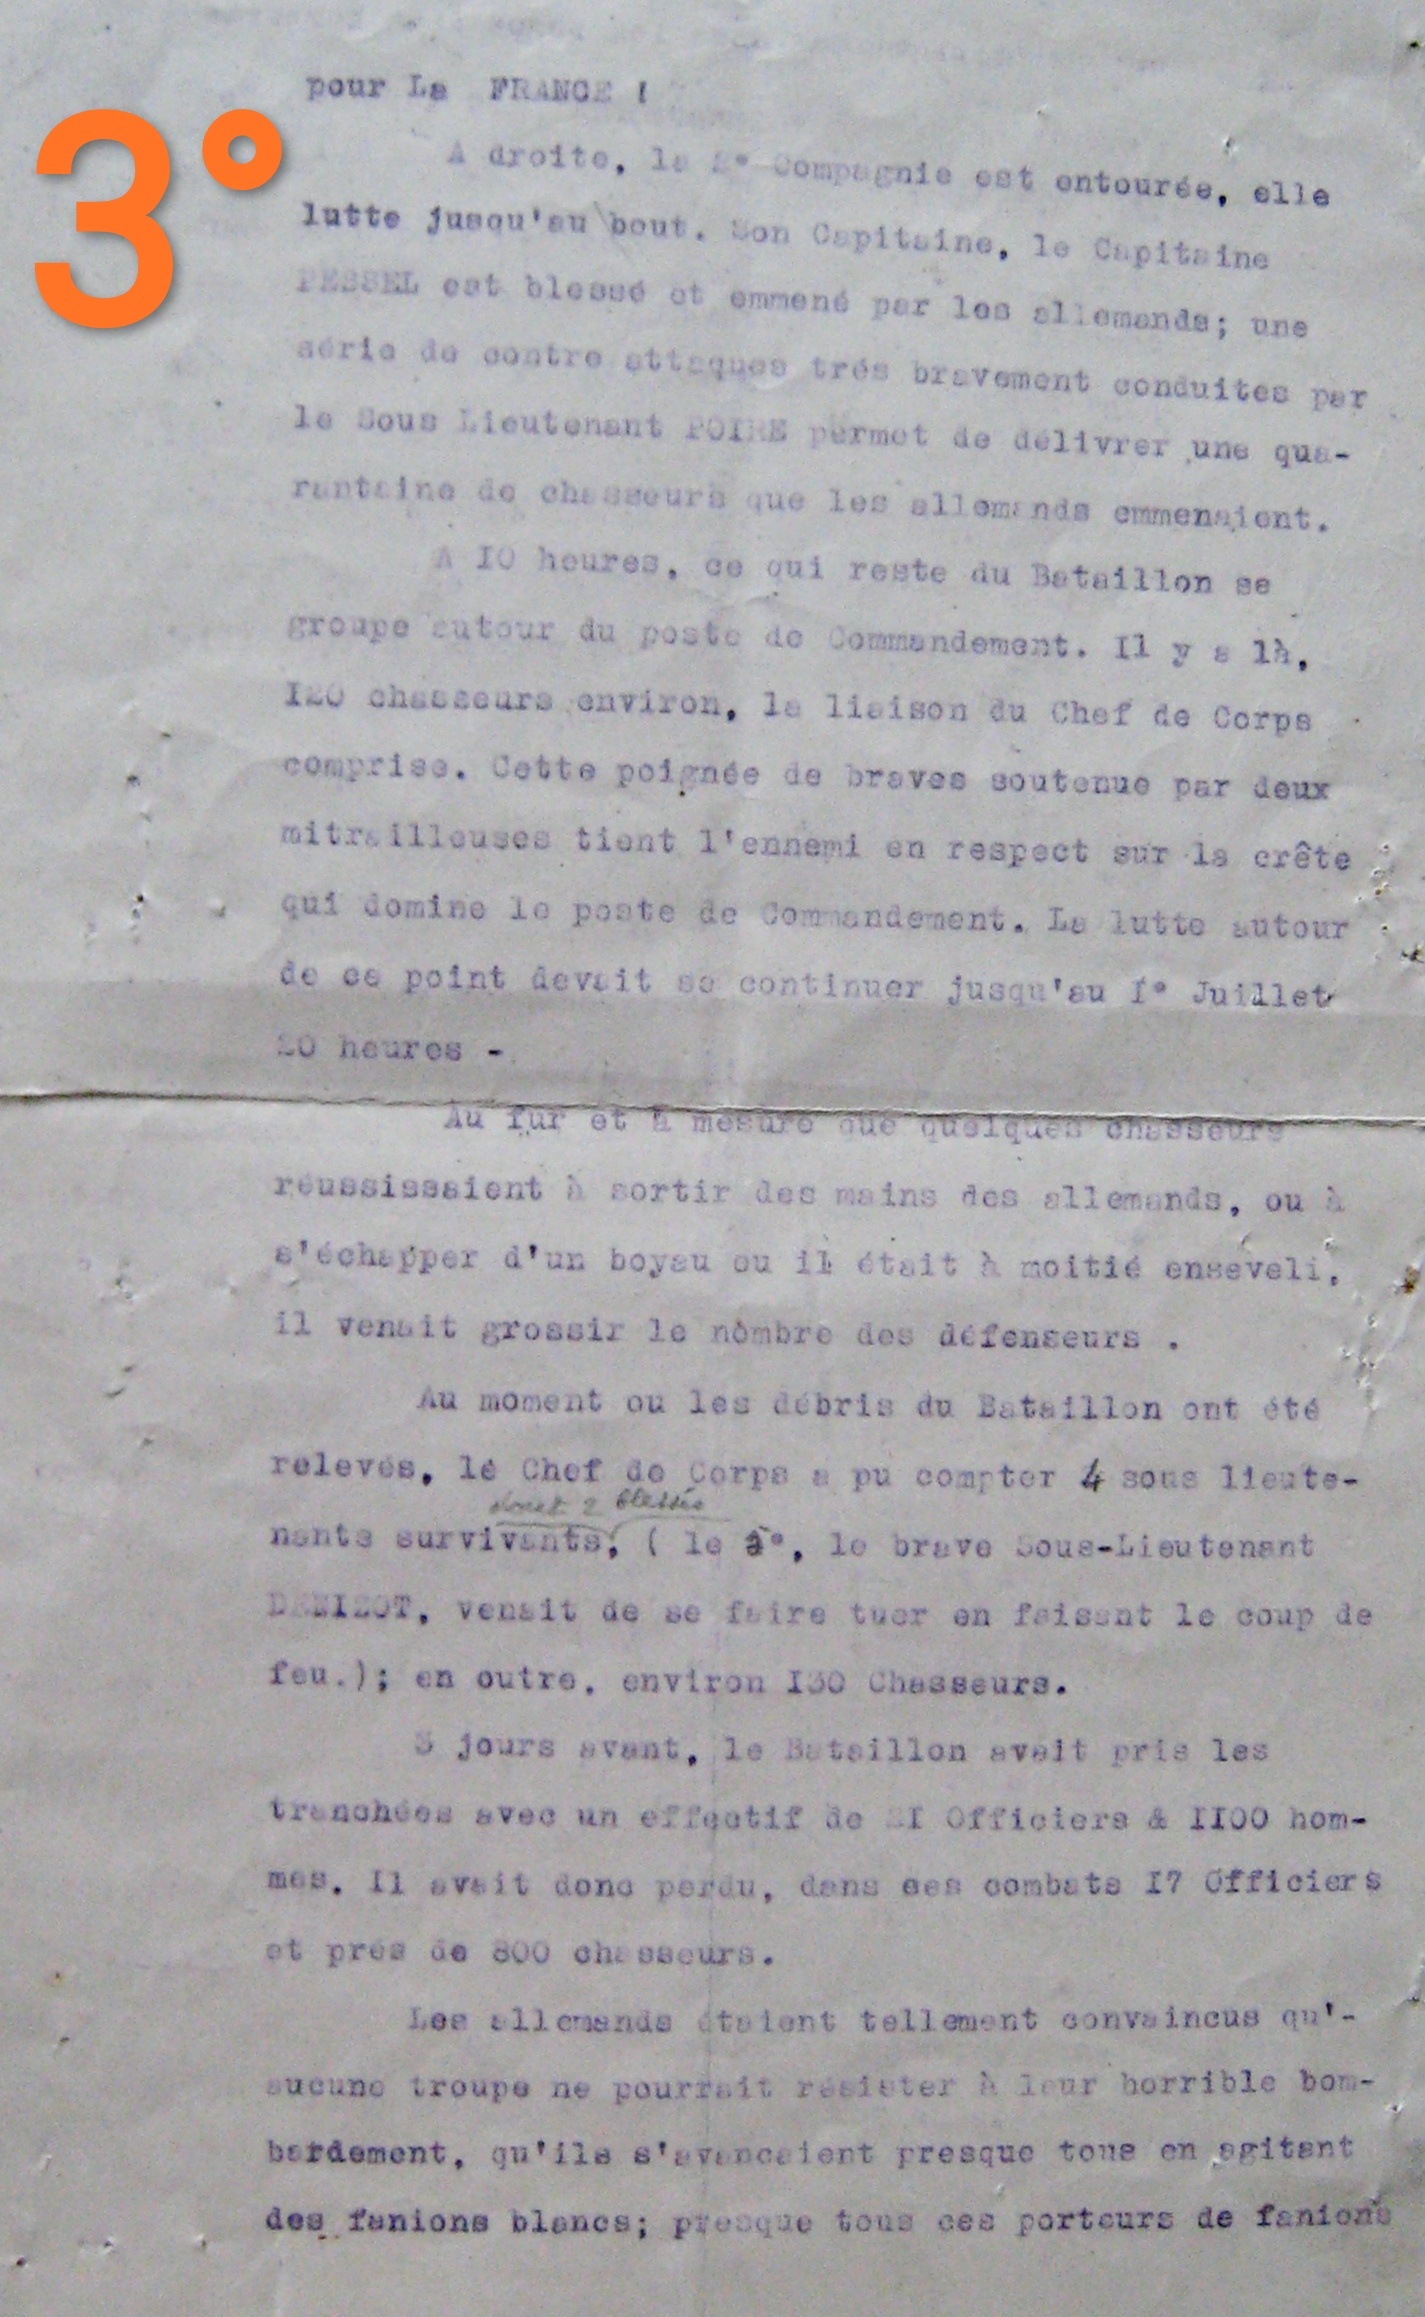 3°
pour La FRANCE !
A droite, la 2° Compagnie est entourée, elle
lutte jusqu'au bout. Son Capitaine, le Capitaine
PESSEL est blessé et emmené par les allemands; une
série de contre attaques trés bravement conduites par
le Sous Lieutenant POIRE permet de délivrer une qua-
rantaine de chasseurs que les allemands emmenaient.
A IO heures, ce qui reste du Bataillon se
groupe autour du poste de Commandement. Il y a là,
I20 chasseurs environ, la liaison du Chef de Corps
comprise. Cette poignée de braves soutenue par deux
mitrailleuses tient l'ennemi en respect sur la crête
qui domine le poste de Commandement. La lutte autour
de ce point devait se continuer jusqu'au I° Juillet
20 heures -
Au fur et à mesure que quelques chasseurs
réussissaient à sortir des mains des allemands, ou à
s'échapper d'un boyau ou il était à moitié enseveli,
il venait grossir le nombre des défenseurs .
Au moment ou les débris du Bataillon ont été
relevés, le Chef de Corps a pu compter 4 sous lieute-
dont 2 blessés
nants survivants, ( le °, le brave Sous-Lieutenant
DENIZOT, venait de se faire tuer en faisant le coup de
feu.); en outre, environ I30 Chasseurs.
3 jours avant, le Bataillon avait pris les
tranchées avec un effectif de 2I Officiers & II00 hom-
mes. Il avait donc perdu, dans ces combats I7 Officiers
et prés de 800 chasseurs.
Les allemands étaient tellement convaincus qu'-
aucune troupe ne pourrait résister à leur horrible bom-
bardement, qu'ils s'avancaient presque tous en agitant
des fanions blancs; presque tous ces porteurs de fanions